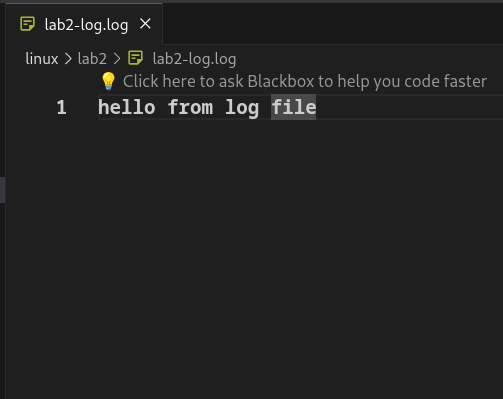 lab2-log.log
linux > lab2 > lab2-log.log
Click here to ask Blackbox to help you code faster
1 hello from log file